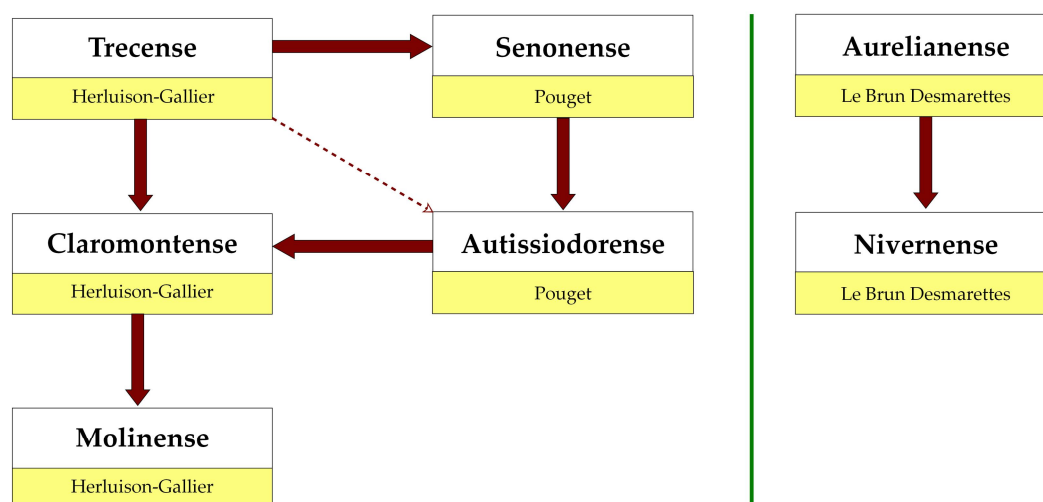 Trecense
Herluison-Gallier
Senonense
Pouget
Aurelianense
Le Brun Desmarettes
Claromontense
Herluison-Gallier
Autissiodorense
Pouget
Nivernense
Le Brun Desmarettes
Molinense
Herluison-Gallier